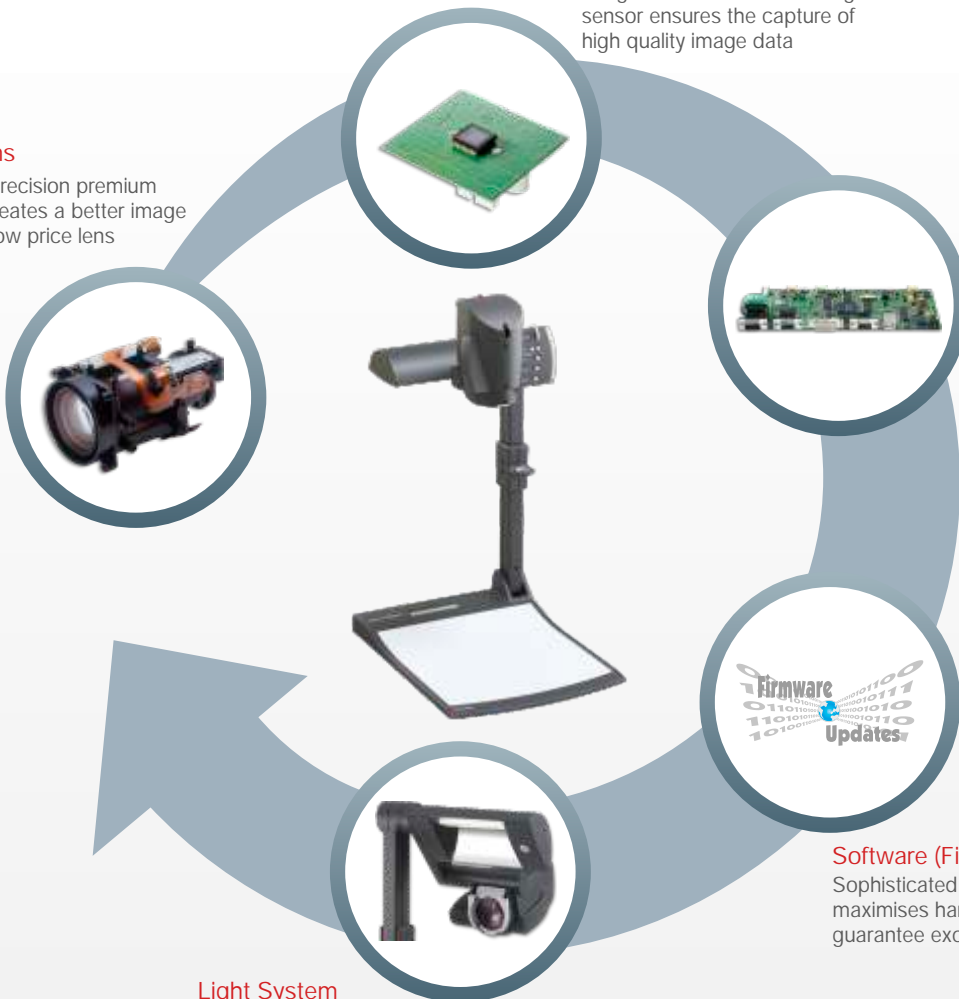 sensor ensures the capture of
high quality image data
recision premium
eates a better image
ow price lens
Firmware
Updates
Software (Fi
Sophisticated
maximises har
guarantee exc
Light System